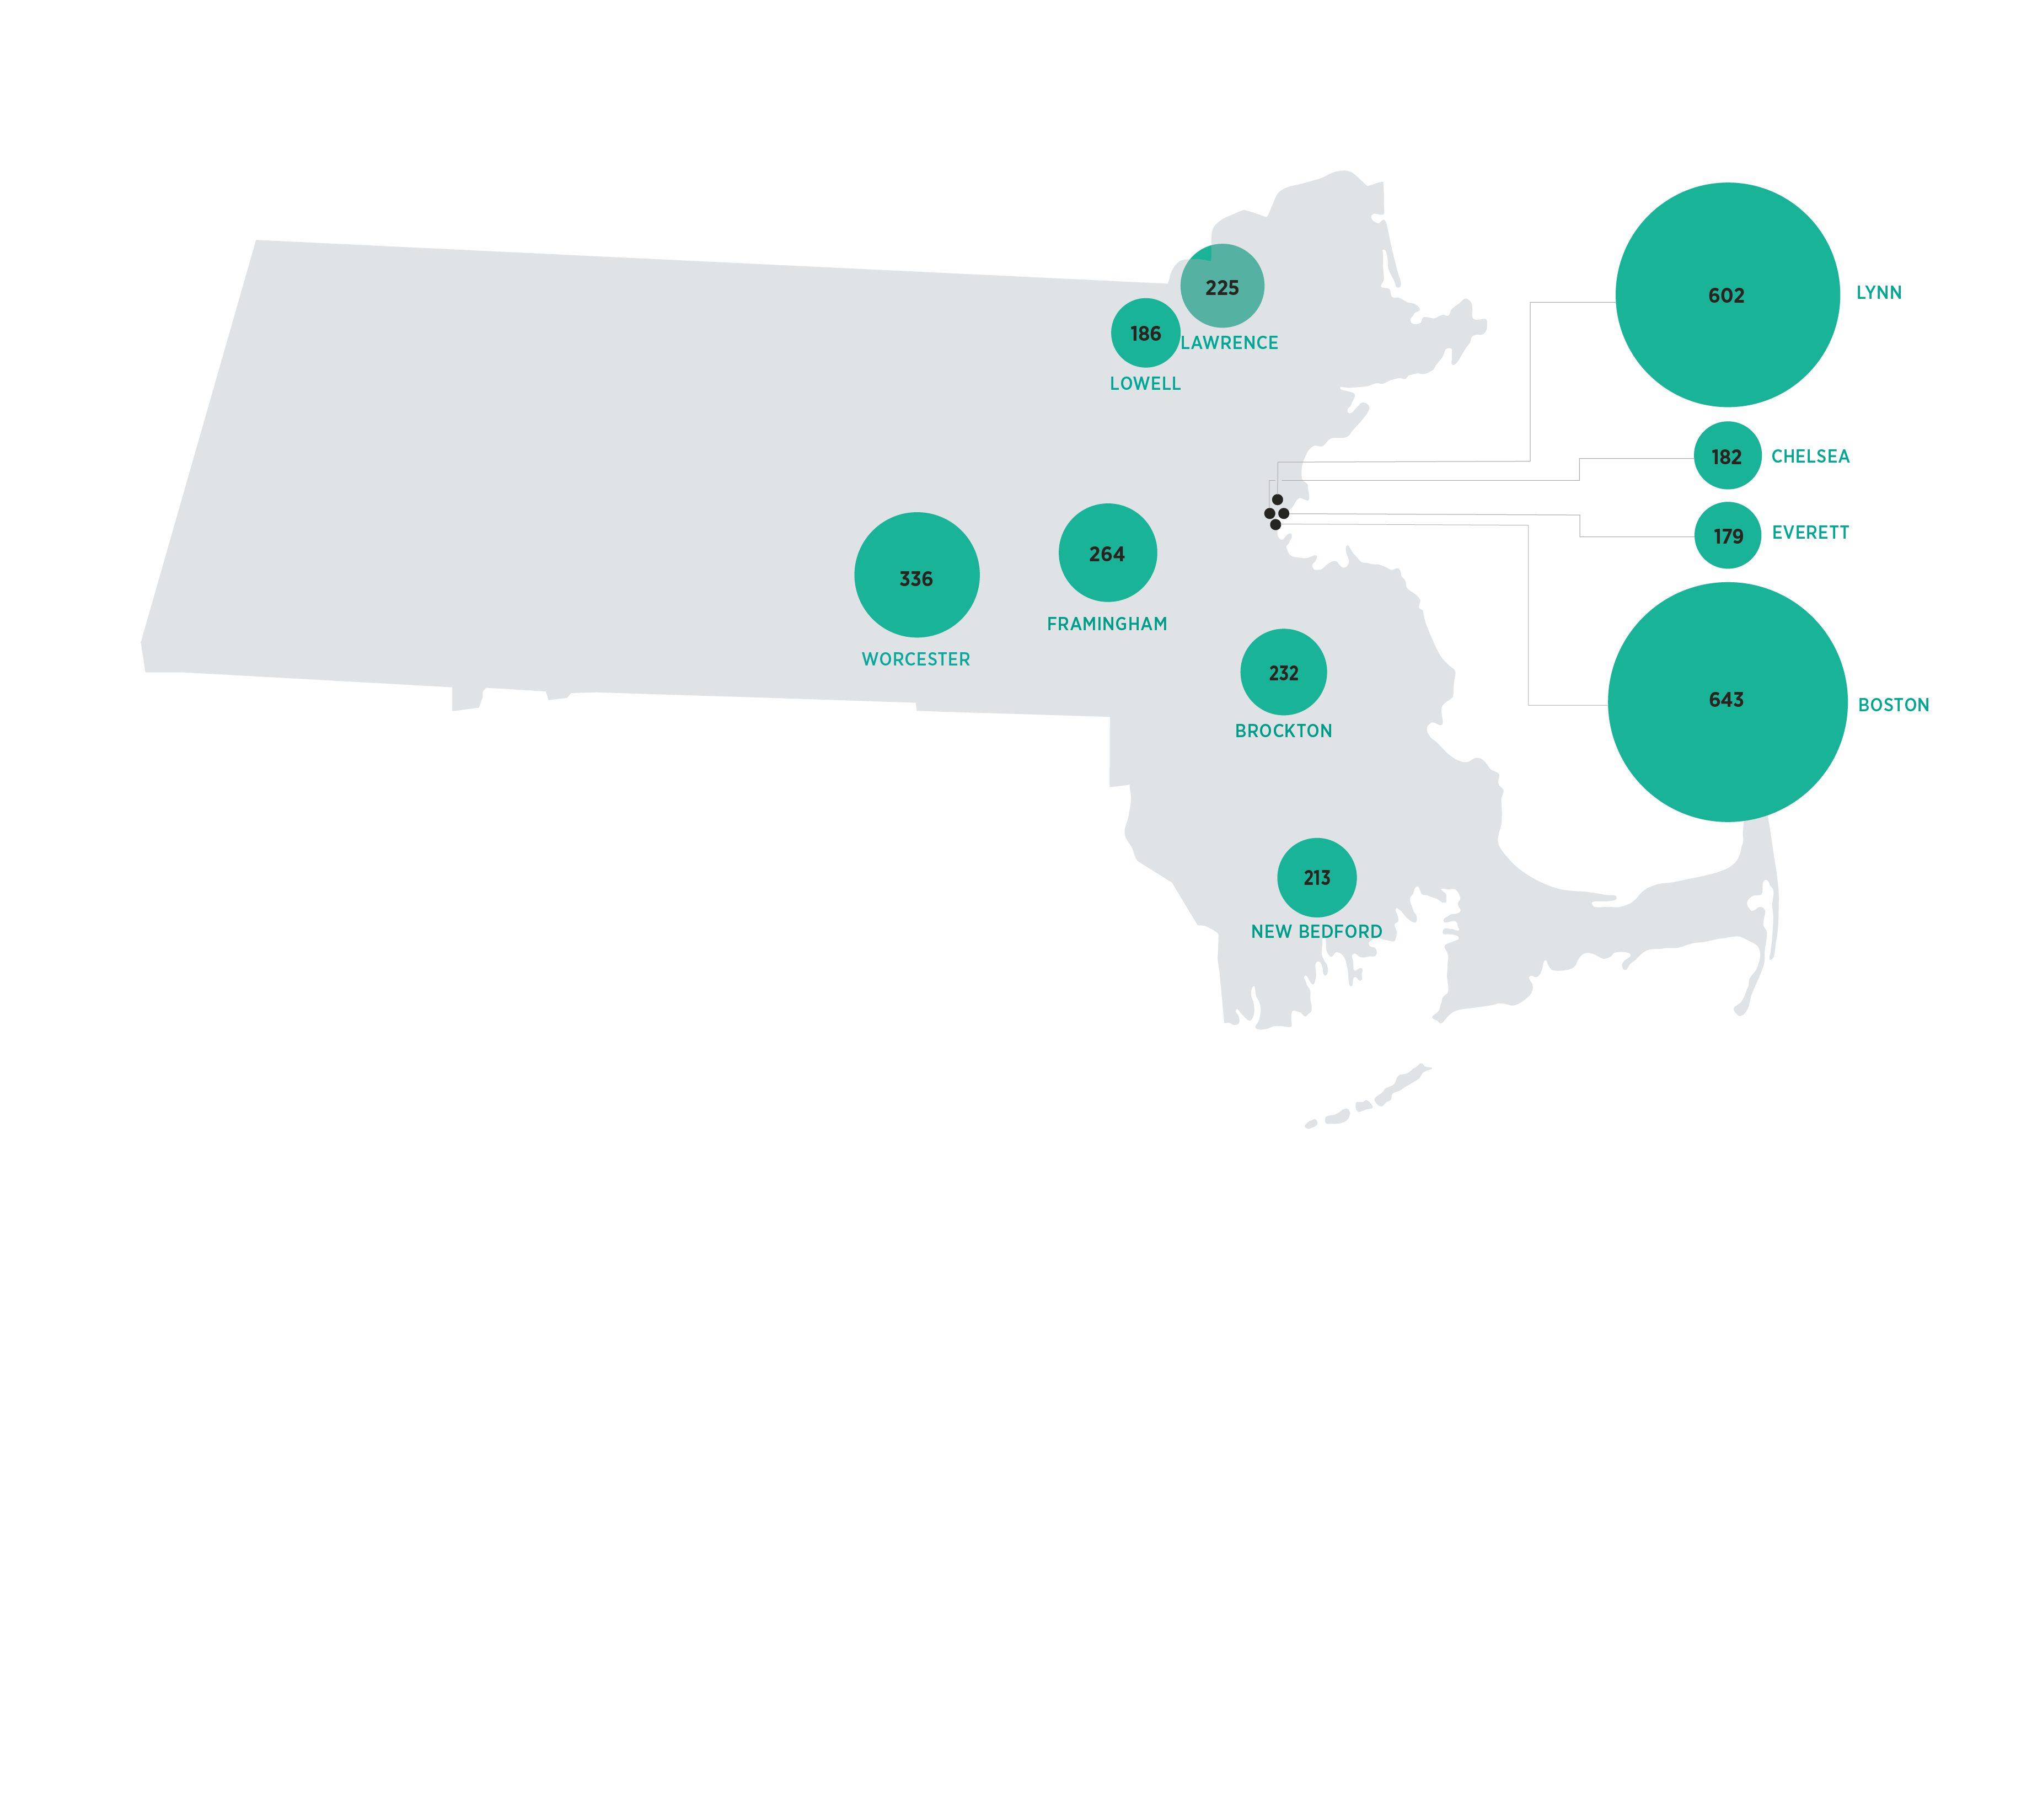 225
LAWRENCE
186
LOWELL
602
LYNN
182
CHELSEA
179
EVERETT
336
WORCESTER
264
FRAMINGHAM
232
BROCKTON
643
BOSTON
213
NEW BEDFORD